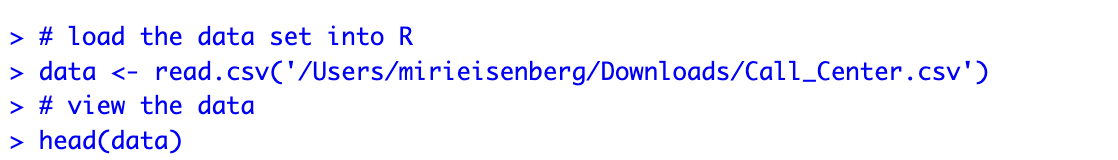 > # load the data set into R
> data <- read.csv('/Users/mirieisenberg/Downloads/Call_Center.csv')
> # view the data
> head(data)